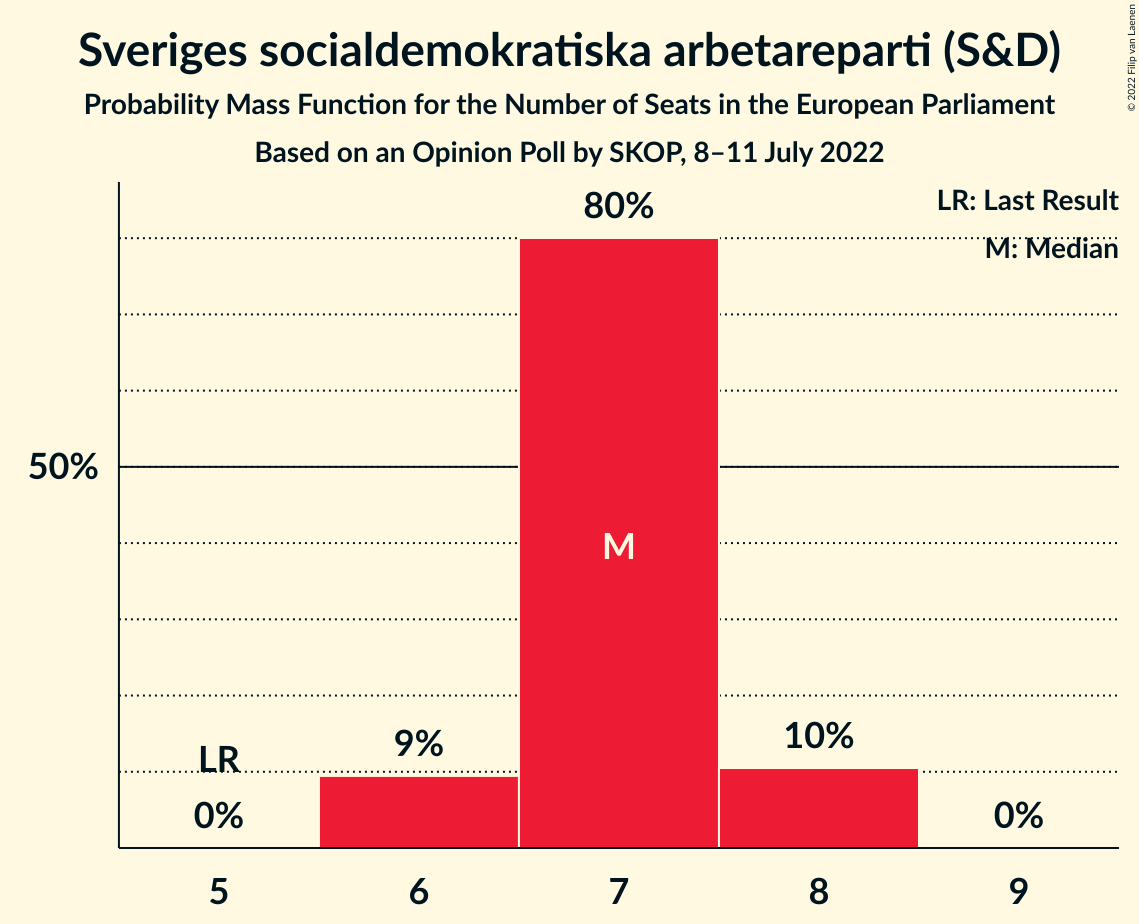 Sveriges socialdemokratiska arbetareparti (S&D)
Probability Mass Function for the Number of Seats in the European Parliament
Based on an Opinion Poll by SKOP, 8–11 July 2022
© 2022 Filip van Laenen
LR: Last Result
M: Median
80%
50%
M
LR
0%
9%
10%
0%
5 6 7 8 9